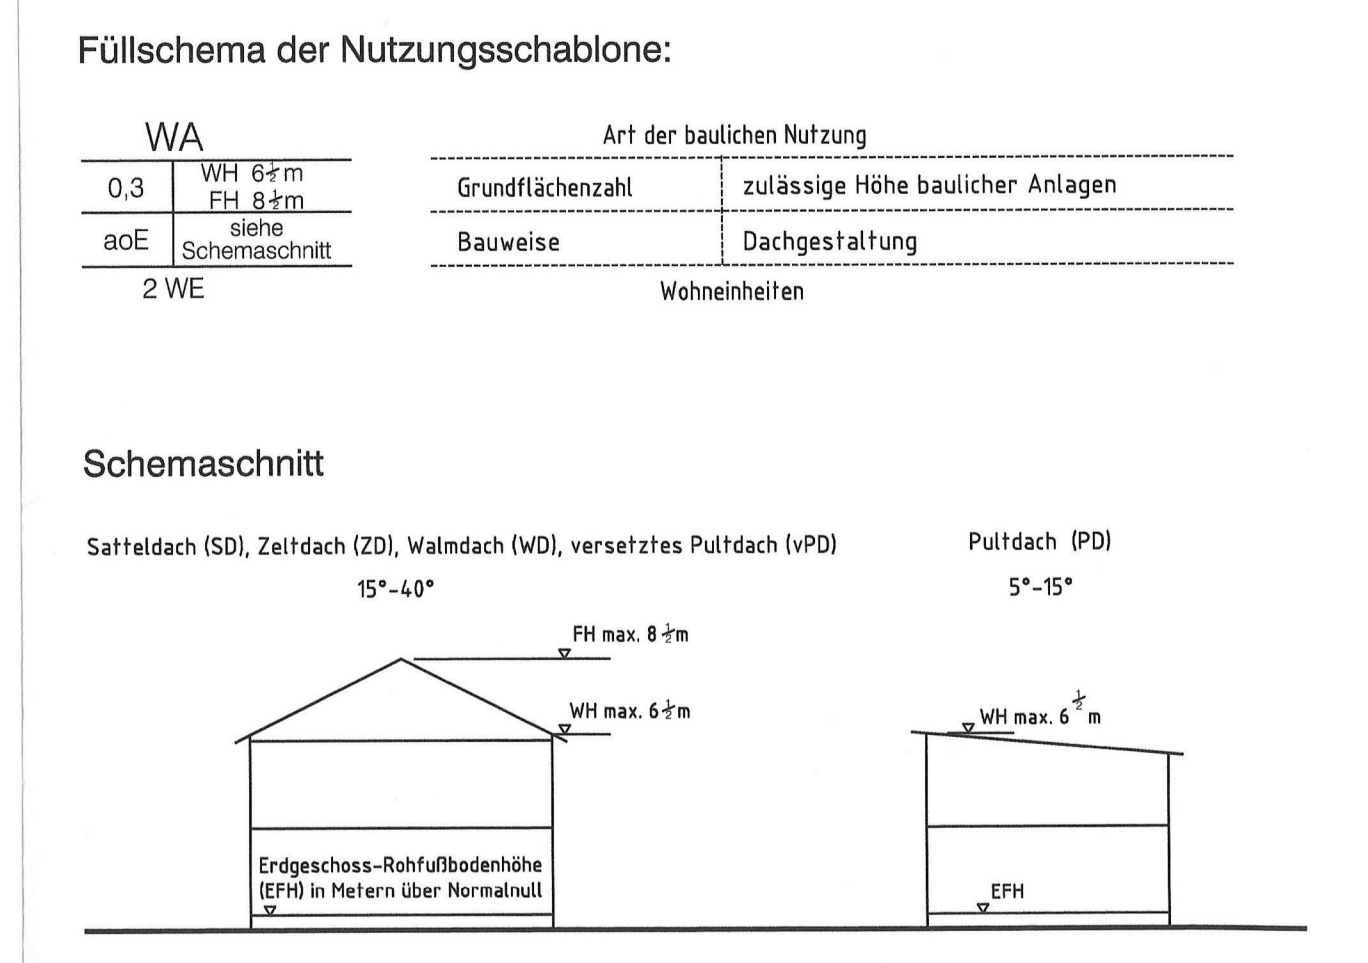 Füllschema der Nutzungsschablone:
WA
Art der baulichen Nutzung
WH 6½m
0,3
FH 8½m
Grundflächenzahl
zulässige Höhe baulicher Anlagen
aoE
siehe
Schemaschnitt
Bauweise
Dachgestaltung
2 WE
Wohneinheiten
Schemaschnitt
Satteldach (SD), Zeltdach (ZD), Walmdach (WD), versetztes Pultdach (vPD)
15°-40°
Pultdach (PD)
5°-15°
FH max. 8½m
WH max. 6½m
WH max. 6½m
Erdgeschoss-Rohfußbodenhöhe
(EFH) in Metern über Normalnull
EFH